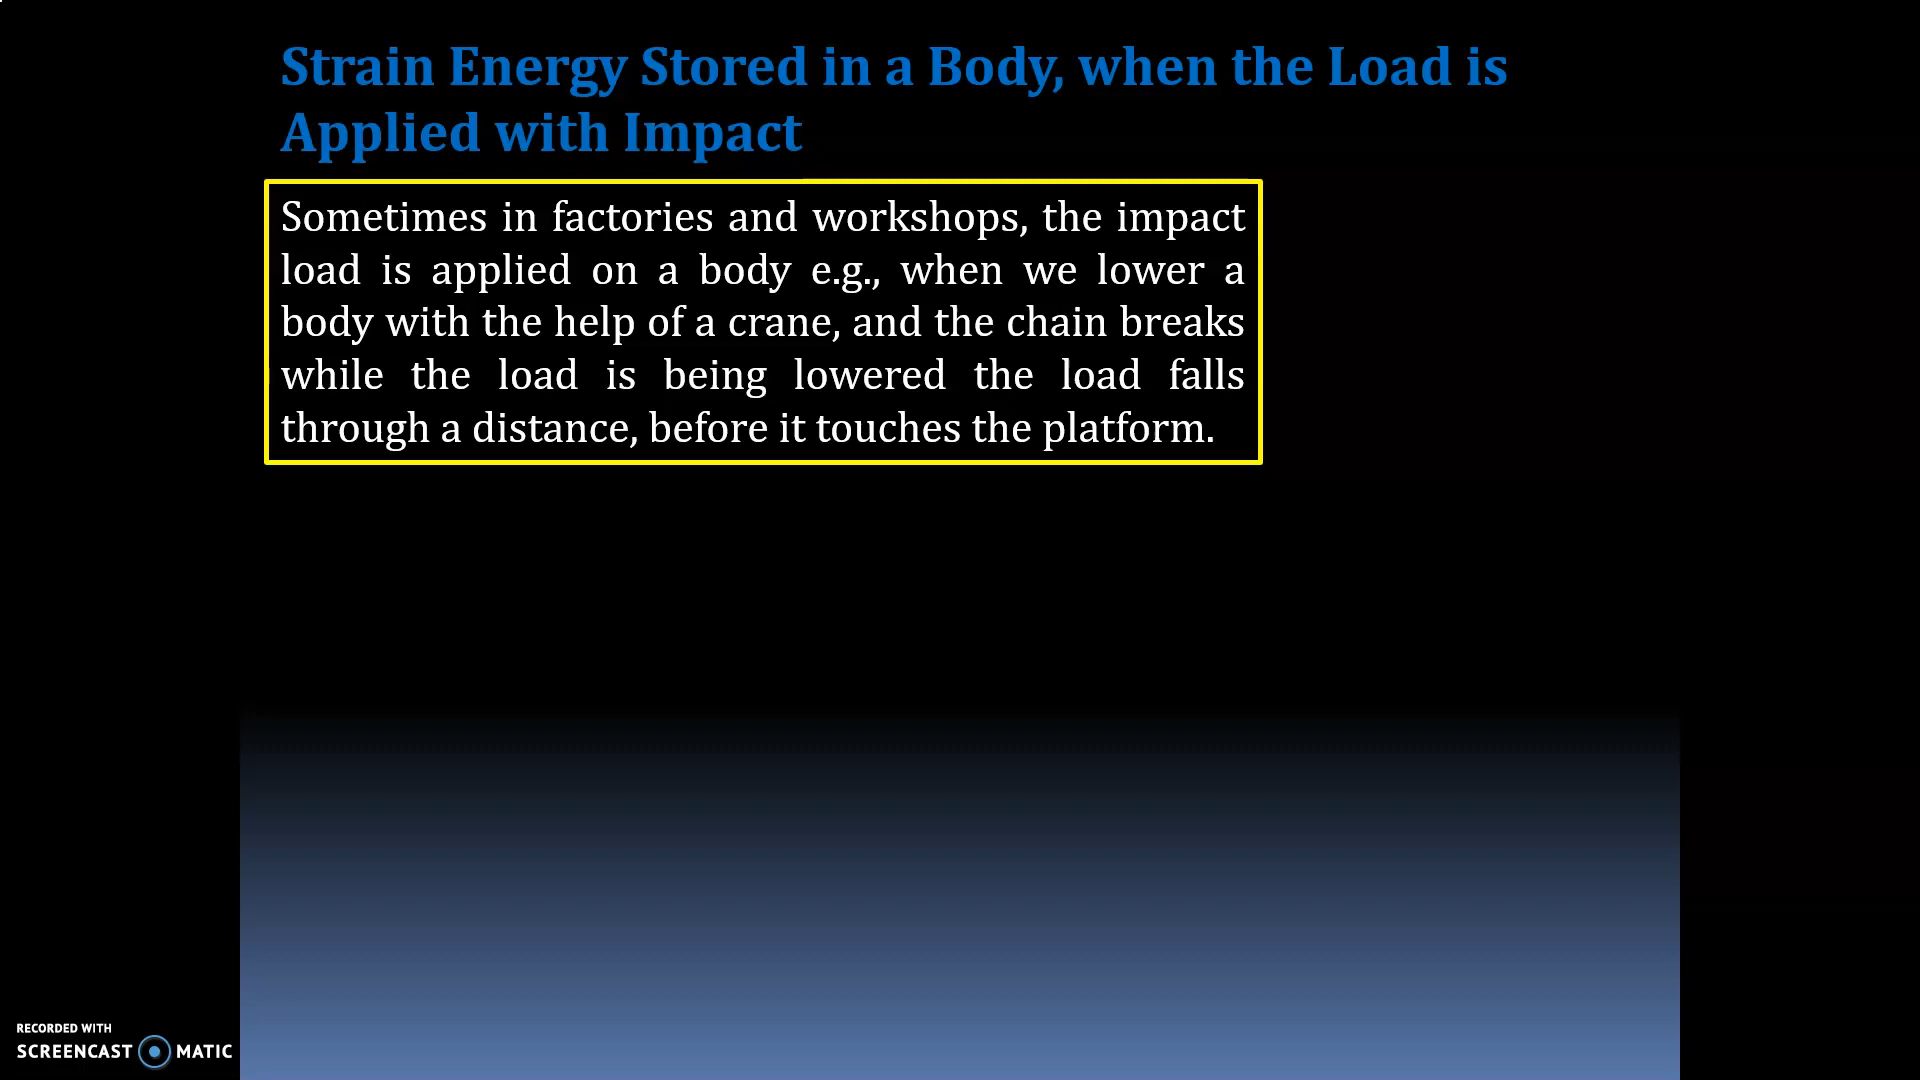 Strain Energy Stored in a Body, when the Load is
Applied with Impact
Sometimes in factories and workshops, the impact
load is applied on a body e.g., when we lower a
body with the help of a crane, and the chain breaks
while the load is being lowered the load falls
through a distance, before it touches the platform.
RECORDED WITH
SCREENCAST MATIC